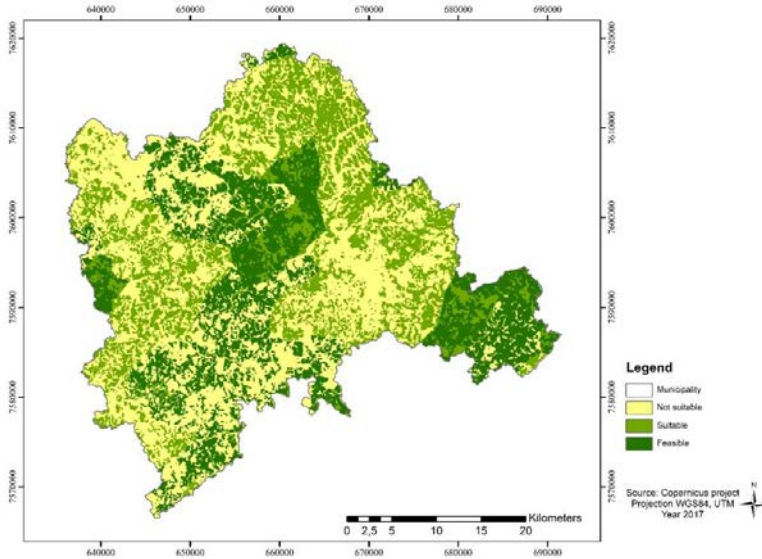 640000 650000 660000 670000 680000 690000
7620000 7620000
7610000 7610000
7600000 7600000
7590000 7590000
7580000 7580000
7570000 7570000
Legend
Municipality
Not suitable
Suitable
Feasible
Source: Copernicus project
Projection WGS84, UTM
Year 2017
N
Kilometers
0 2,5 5 10 15 20
640000 650000 660000 670000 680000 690000